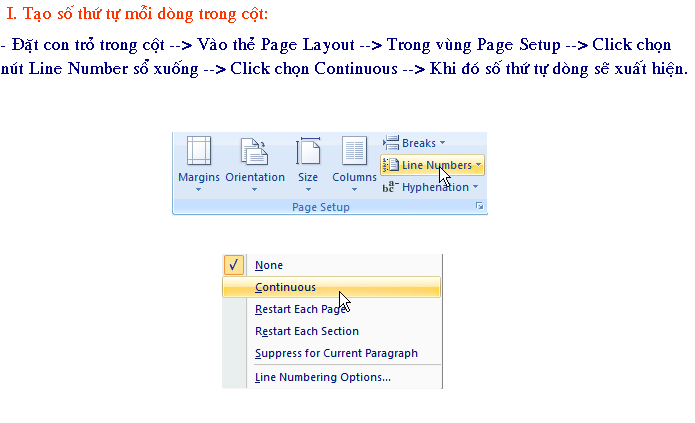 I. Tạo số thứ tự mỗi dòng trong cột:
- Đặt con trỏ trong cột --> Vào thẻ Page Layout --> Trong vùng Page Setup --> Click chọn
nút Line Number sổ xuống --> Click chọn Continuous --> Khi đó số thứ tự dòng sẽ xuất hiện.
Breaks
Line Numbers
Margins Orientation Size Columns
Hyphenation
Page Setup
None
Continuous
Restart Each Page
Restart Each Section
Suppress for Current Paragraph
Line Numbering Options...